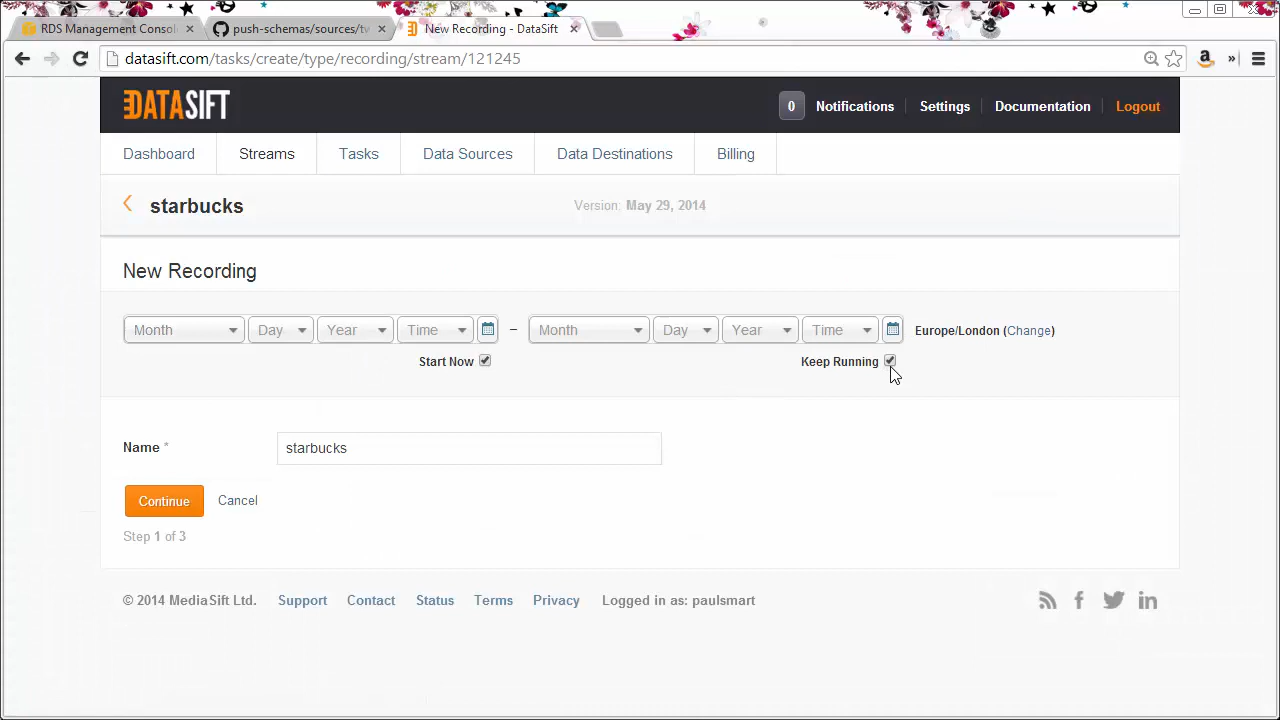 RDS Management Consol
push-schemas/sources/tv
New Recording - DataSift
datasift.com/tasks/create/type/recording/stream/121245
DATASIFT
0 Notifications Settings Documentation Logout
Dashboard Streams Tasks Data Sources Data Destinations Billing
starbucks Version: May 29, 2014
New Recording
Month Day Year Time – Month Day Year Time Europe/London (Change)
Start Now Keep Running
Name * starbucks
Continue Cancel
Step 1 of 3
© 2014 MediaSift Ltd. Support Contact Status Terms Privacy Logged in as: paulsmart